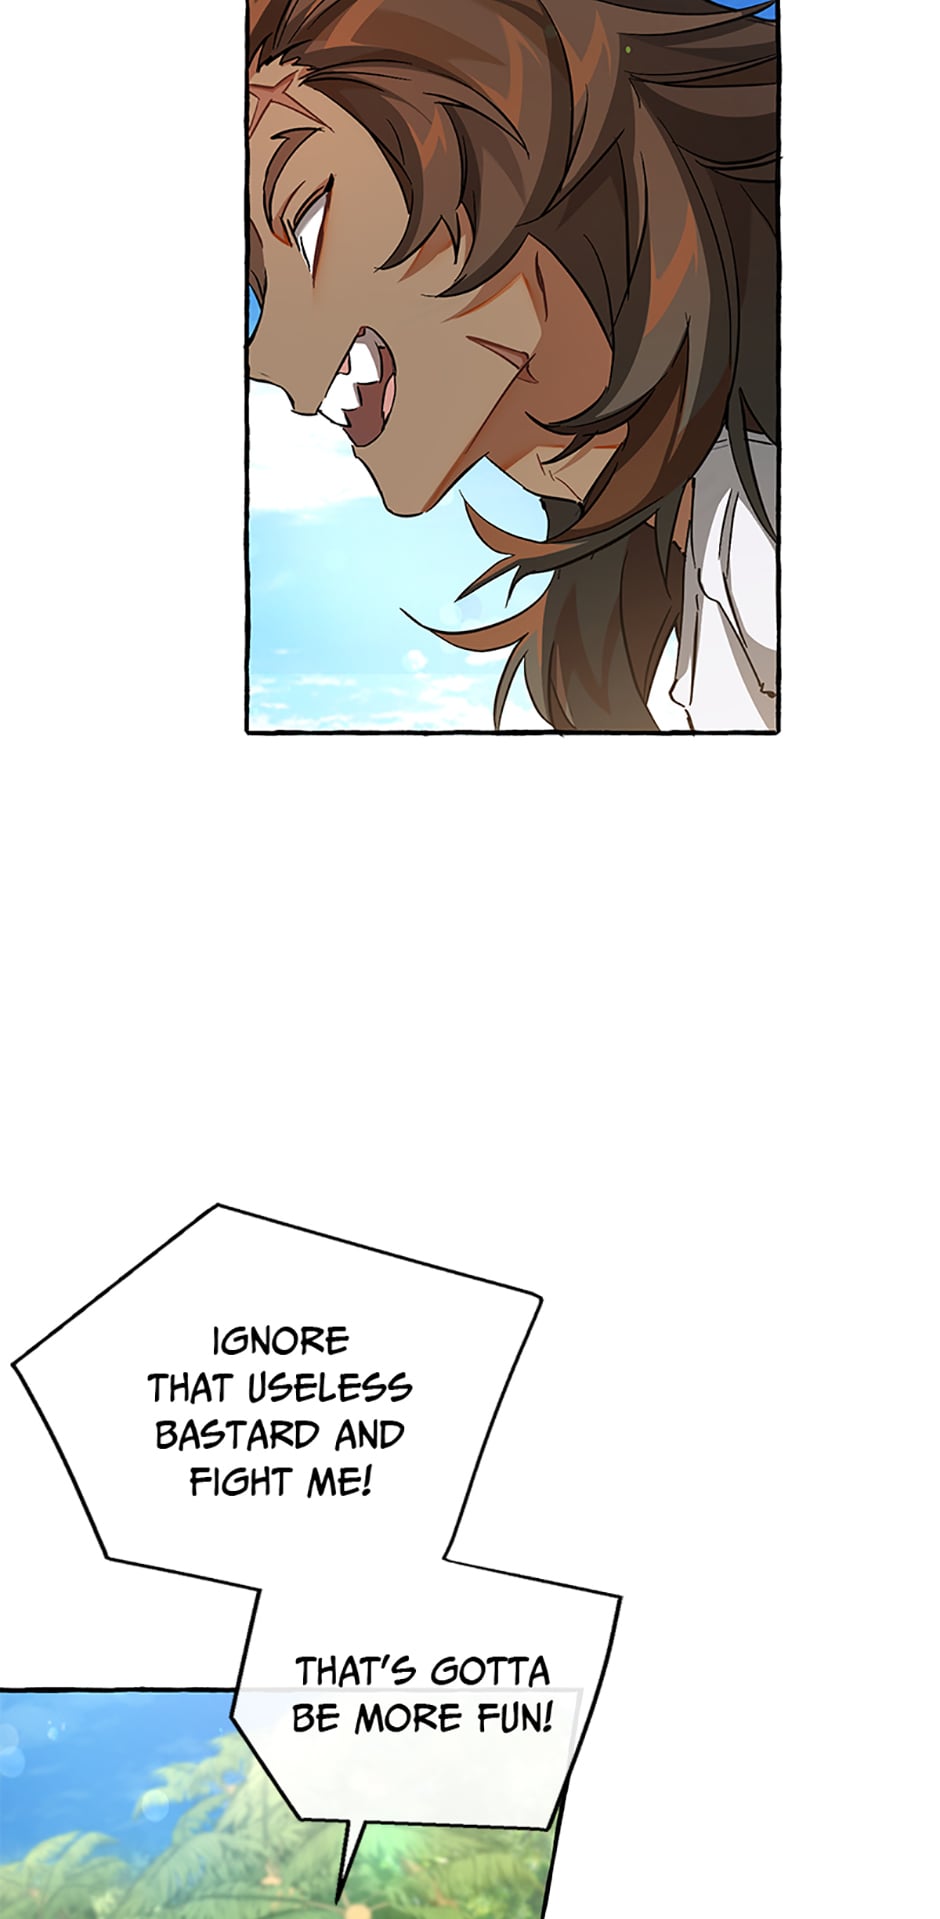 IGNORE
THAT USELESS
BASTARD AND
FIGHT ME!
THAT'S GOTTA
BE MORE FUN!